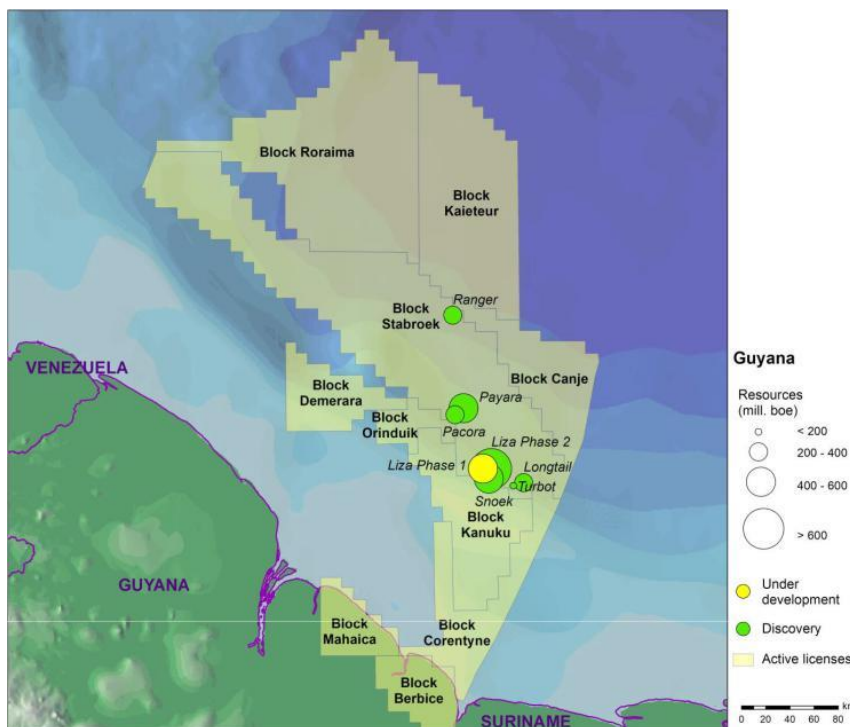 Block Roraima
Block
Kaieteur
Ranger
Block
Stabroek
VENEZUELA
Block
Demerara
Block Canje
Payara
Block
Orinduik
Pacora
Liza Phase 2
Liza Phase 1
Longtail
Turbot
Snoek
Block
Kanuku
GUYANA
Block
Mahaica
Block
Corentyne
Block
Berbice
SURINAME
Guyana
Resources
(mill. boe)
< 200
200 - 400
400 - 600
> 600
Under
development
Discovery
Active licenses
km
0 10 20 40 60 80